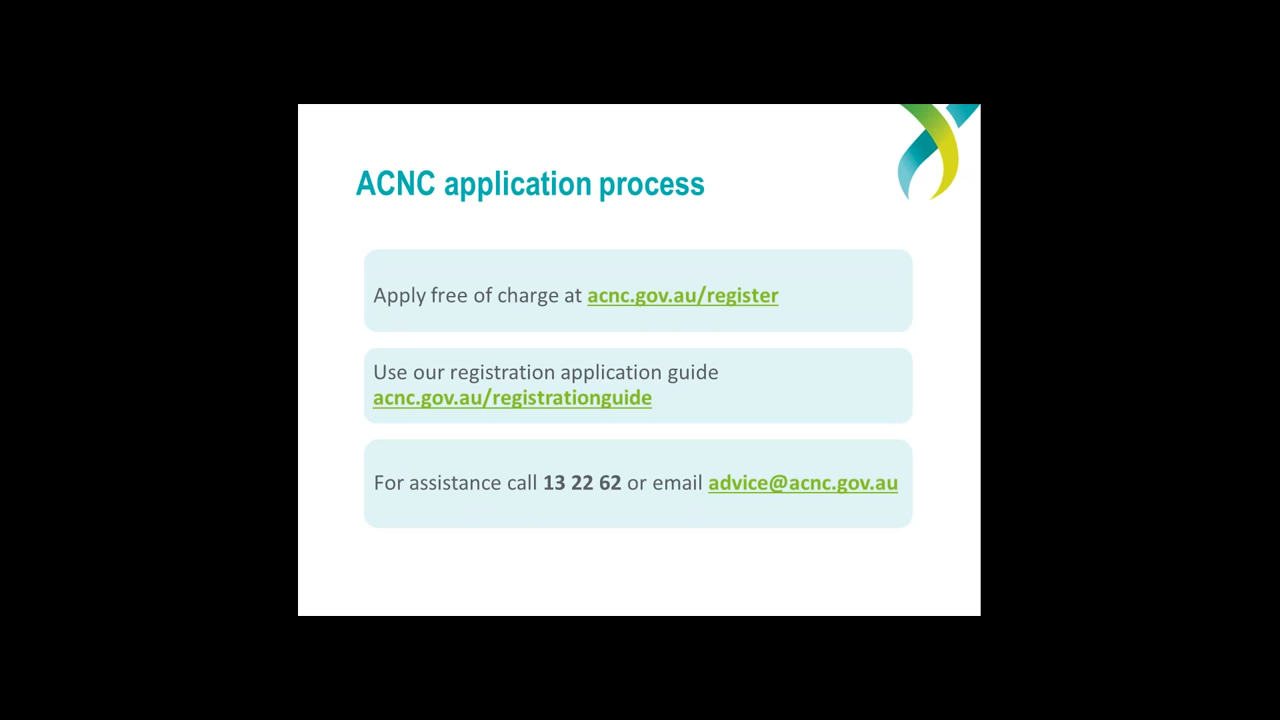 ACNC application process
Apply free of charge at acnc.gov.au/register
Use our registration application guide
acnc.gov.au/registrationguide
For assistance call 13 22 62 or email advice@acnc.gov.au